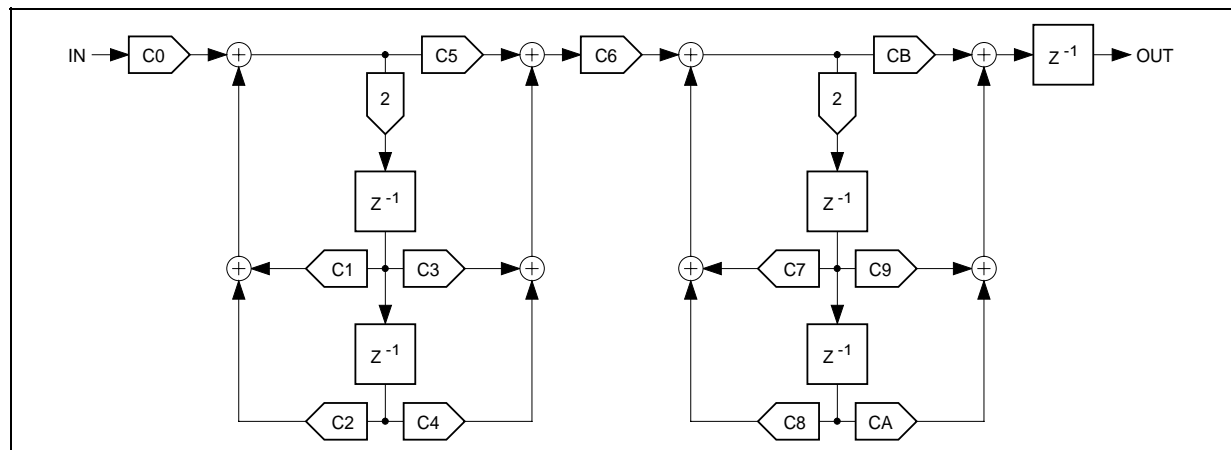 IN C0 + C5 + C6 + CB + Z -1 OUT
2 2
Z -1 Z -1
+ C1 C3 + + C7 C9 +
Z -1 Z -1
C2 C4 C8 CA